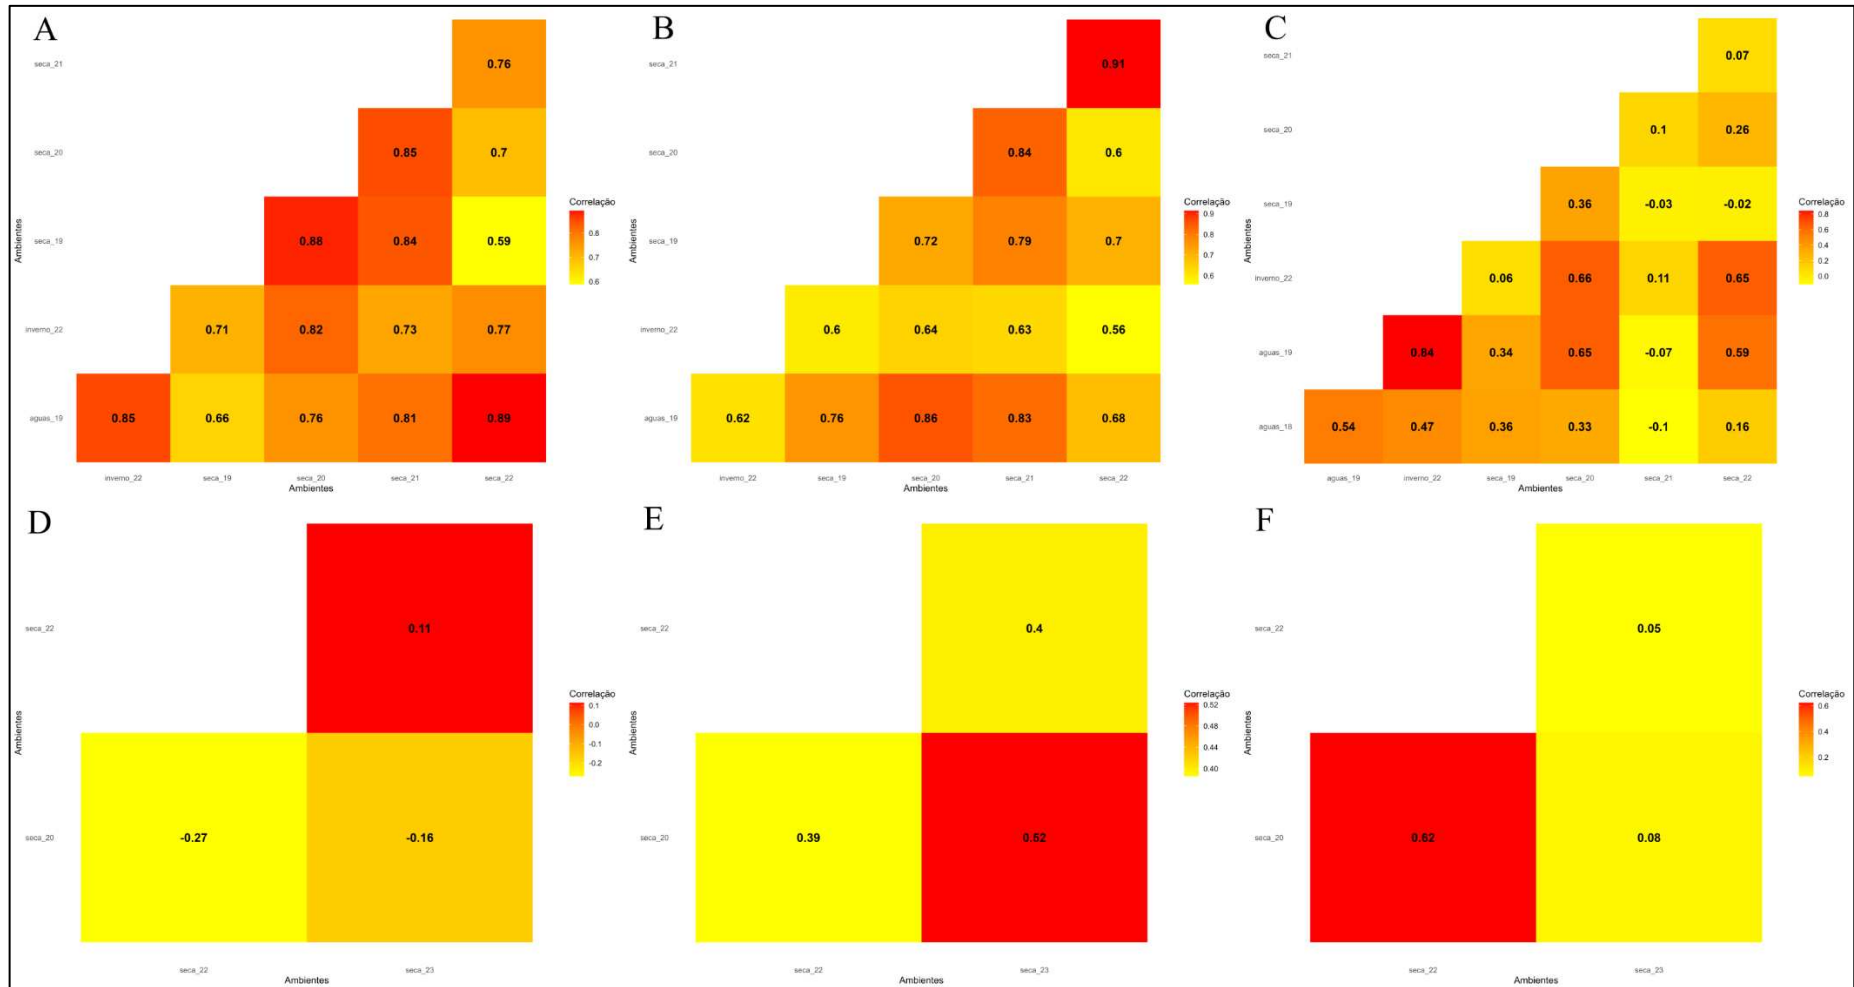 A
seca_21
0.76
seca_20
0.85
0.7
seca_19
0.88
0.84
0.59
inverno_22
0.71
0.82
0.73
0.77
aguas_19
0.85
0.66
0.76
0.81
0.89
inverno_22
seca_19
seca_20
seca_21
seca_22
Ambientes
Ambientes
Correlação
0.8
0.7
0.6
B
seca_21
0.91
seca_20
0.84
0.6
seca_19
0.72
0.79
0.7
inverno_22
0.6
0.64
0.63
0.56
aguas_19
0.62
0.76
0.86
0.83
0.68
inverno_22
seca_19
seca_20
seca_21
seca_22
Ambientes
Ambientes
Correlação
0.9
0.8
0.7
0.6
C
seca_21
0.07
seca_20
0.1
0.26
seca_19
0.36
-0.03
-0.02
inverno_22
0.06
0.66
0.11
0.65
aguas_19
0.84
0.34
0.65
-0.07
0.59
aguas_18
0.54
0.47
0.36
0.33
-0.1
0.16
aguas_19
inverno_22
seca_19
seca_20
seca_21
seca_22
Ambientes
Ambientes
Correlação
0.8
0.6
0.4
0.2
0.0
D
seca_22
0.11
seca_20
-0.27
-0.16
seca_22
seca_23
Ambientes
Ambientes
Correlação
0.1
0.0
-0.1
-0.2
E
seca_22
0.4
seca_20
0.39
0.52
seca_22
seca_23
Ambientes
Ambientes
Correlação
0.52
0.48
0.44
0.40
F
seca_22
0.05
seca_20
0.62
0.08
seca_22
seca_23
Ambientes
Ambientes
Correlação
0.6
0.4
0.2